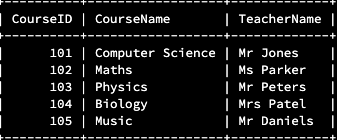 CourseID | CourseName | TeacherName |
101 | Computer Science | Mr Jones |
102 | Maths | Ms Parker |
103 | Physics | Mr Peters |
104 | Biology | Mrs Patel |
105 | Music | Mr Daniels |